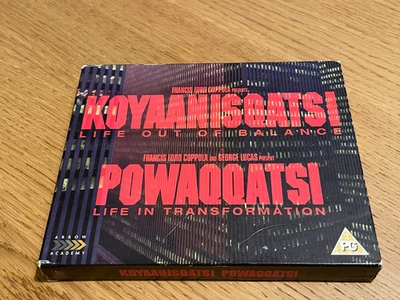 FRANCIS FORD COPPOLA PRESENTS
KOYAANISQATSI
LIFE OUT OF BALANCE
FRANCIS FORD COPPOLA AND GEORGE LUCAS PRESENT
POWAQQATSI
LIFE IN TRANSFORMATION
ARROW
ACADEMY
PG
KOYAANISQATSI POWAQQATSI